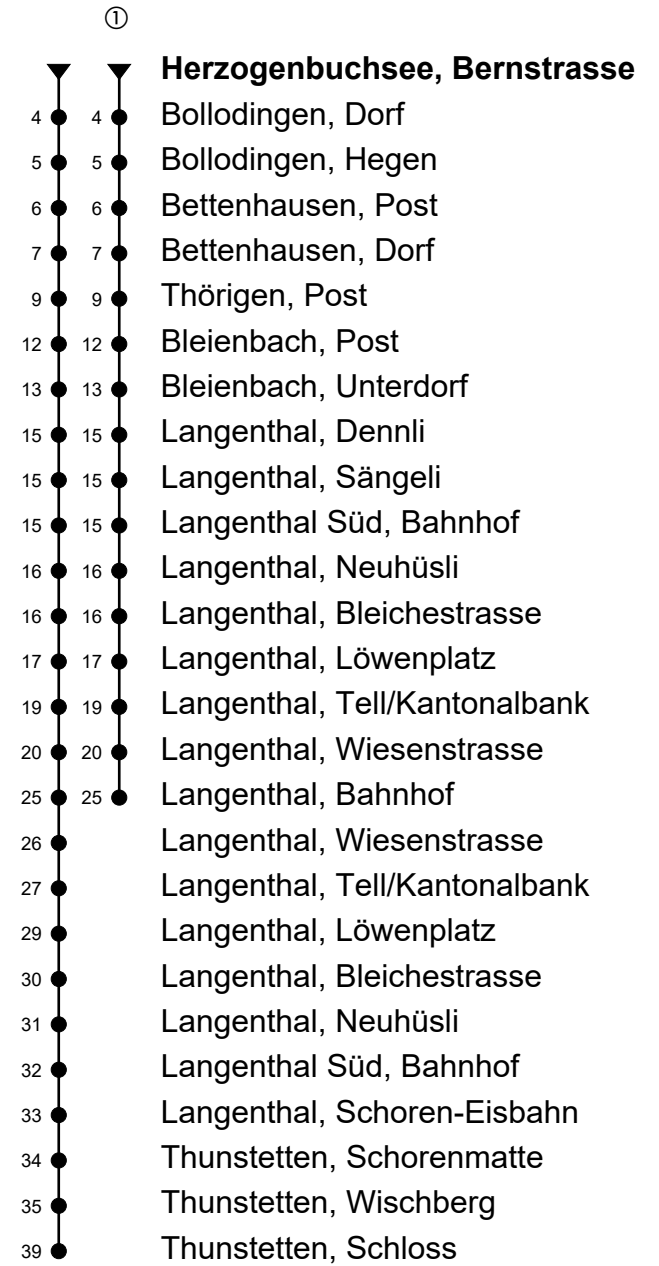 ①
Herzogenbuchsee, Bernstrasse
4 4 Bollodingen, Dorf
5 5 Bollodingen, Hegen
6 6 Bettenhausen, Post
7 7 Bettenhausen, Dorf
9 9 Thörigen, Post
12 12 Bleienbach, Post
13 13 Bleienbach, Unterdorf
15 15 Langenthal, Dennli
15 15 Langenthal, Sängeli
15 15 Langenthal Süd, Bahnhof
16 16 Langenthal, Neuhüsli
16 16 Langenthal, Bleichestrasse
17 17 Langenthal, Löwenplatz
19 19 Langenthal, Tell/Kantonalbank
20 20 Langenthal, Wiesenstrasse
25 25 Langenthal, Bahnhof
26 Langenthal, Wiesenstrasse
27 Langenthal, Tell/Kantonalbank
29 Langenthal, Löwenplatz
30 Langenthal, Bleichestrasse
31 Langenthal, Neuhüsli
32 Langenthal Süd, Bahnhof
33 Langenthal, Schoren-Eisbahn
34 Thunstetten, Schorenmatte
35 Thunstetten, Wischberg
39 Thunstetten, Schloss